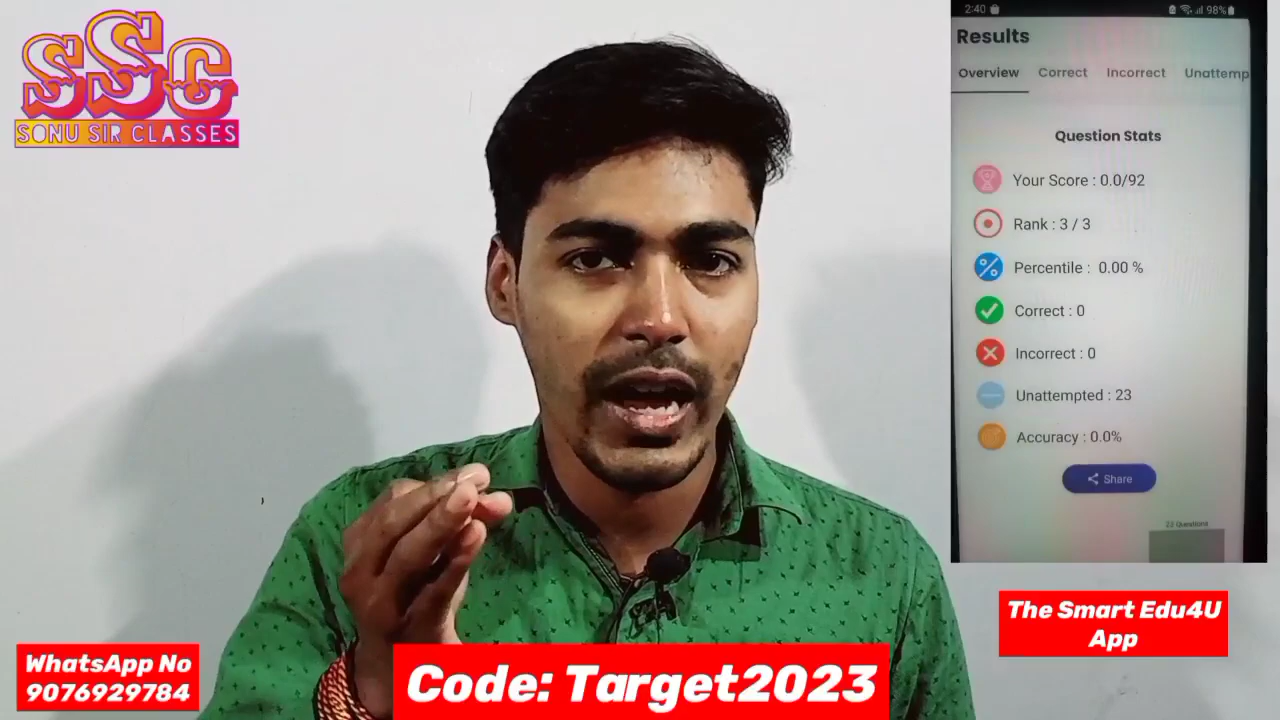 SSC
SONU SIR CLASSES
2:40
98%
Results
Overview Correct Incorrect Unattemp
Question Stats
Your Score : 0.0/92
Rank : 3 / 3
Percentile : 0.00 %
Correct : 0
Incorrect : 0
Unattempted : 23
Accuracy : 0.0%
Share
23 Questions
The Smart Edu4U
App
WhatsApp No
9076929784
Code: Target2023